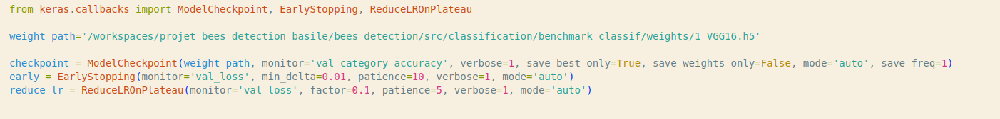 from keras.callbacks import ModelCheckpoint, EarlyStopping, ReduceLROnPlateau
weight_path='/workspaces/projet_bees_detection_basile/bees_detection/src/classification/benchmark_classif/weights/1_VGG16.h5'
checkpoint = ModelCheckpoint(weight_path, monitor='val_category_accuracy', verbose=1, save_best_only=True, save_weights_only=False, mode='auto', save_freq=1)
early = EarlyStopping(monitor='val_loss', min_delta=0.01, patience=10, verbose=1, mode='auto')
reduce_lr = ReduceLROnPlateau(monitor='val_loss', factor=0.1, patience=5, verbose=1, mode='auto')